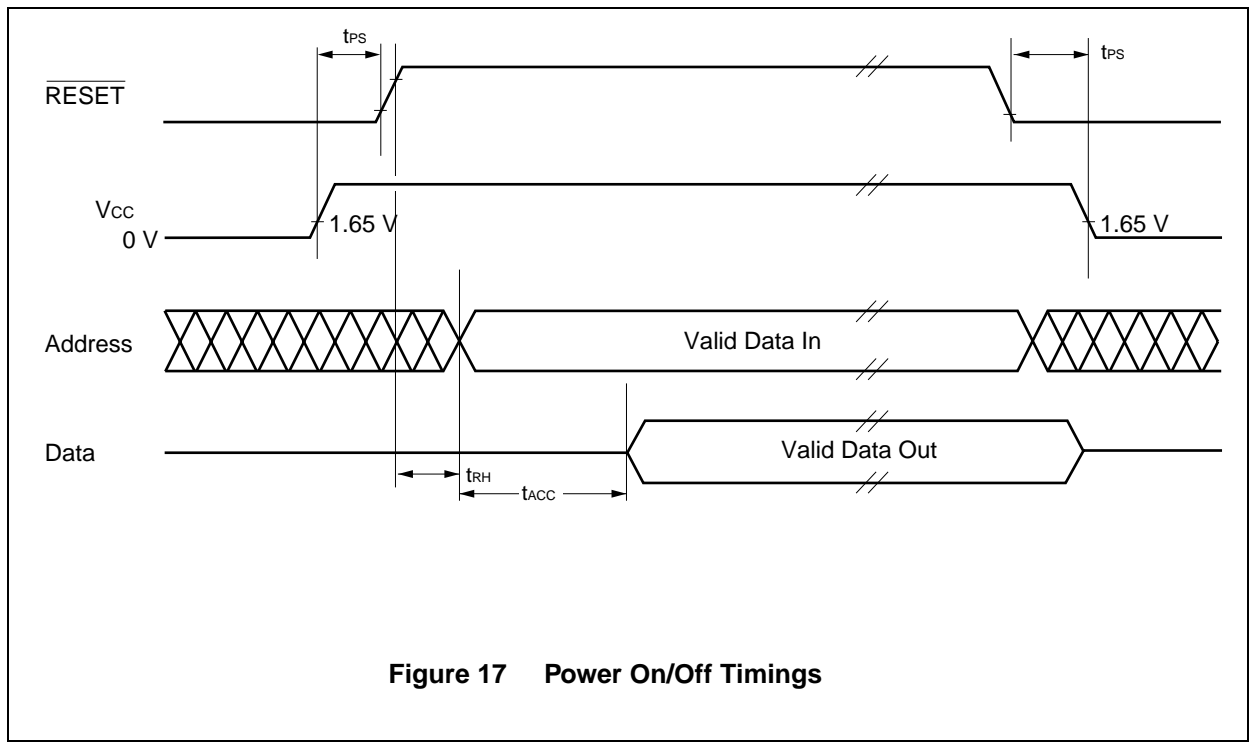 tPS
tPS
RESET
VCC
1.65 V
1.65 V
0 V
Address
Valid Data In
Data
Valid Data Out
tRH
tACC
Figure 17 Power On/Off Timings